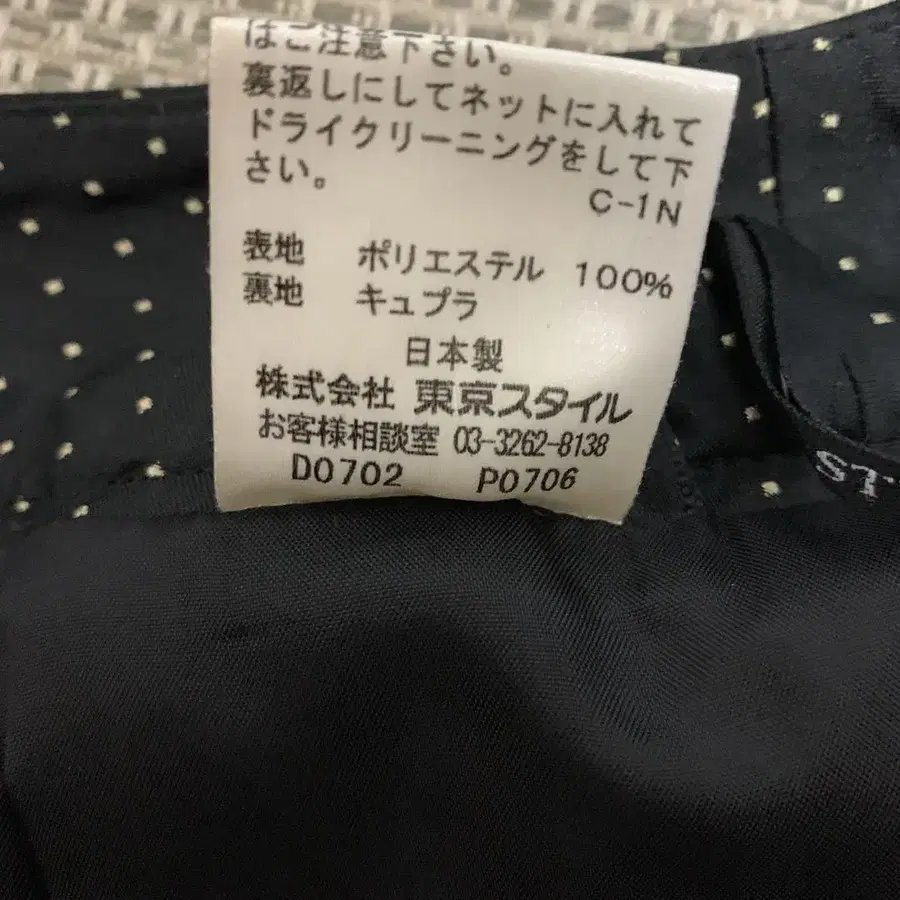 はご注意下さい。
裏返しにしてネットに入れて
ドライクリーニングをして下
さい。
C-1N
表地 ポリエステル 100%
裏地 キュプラ
日本製
株式会社 東京スタイル
お客様相談室 03-3262-8138
D0702 P0706
ST